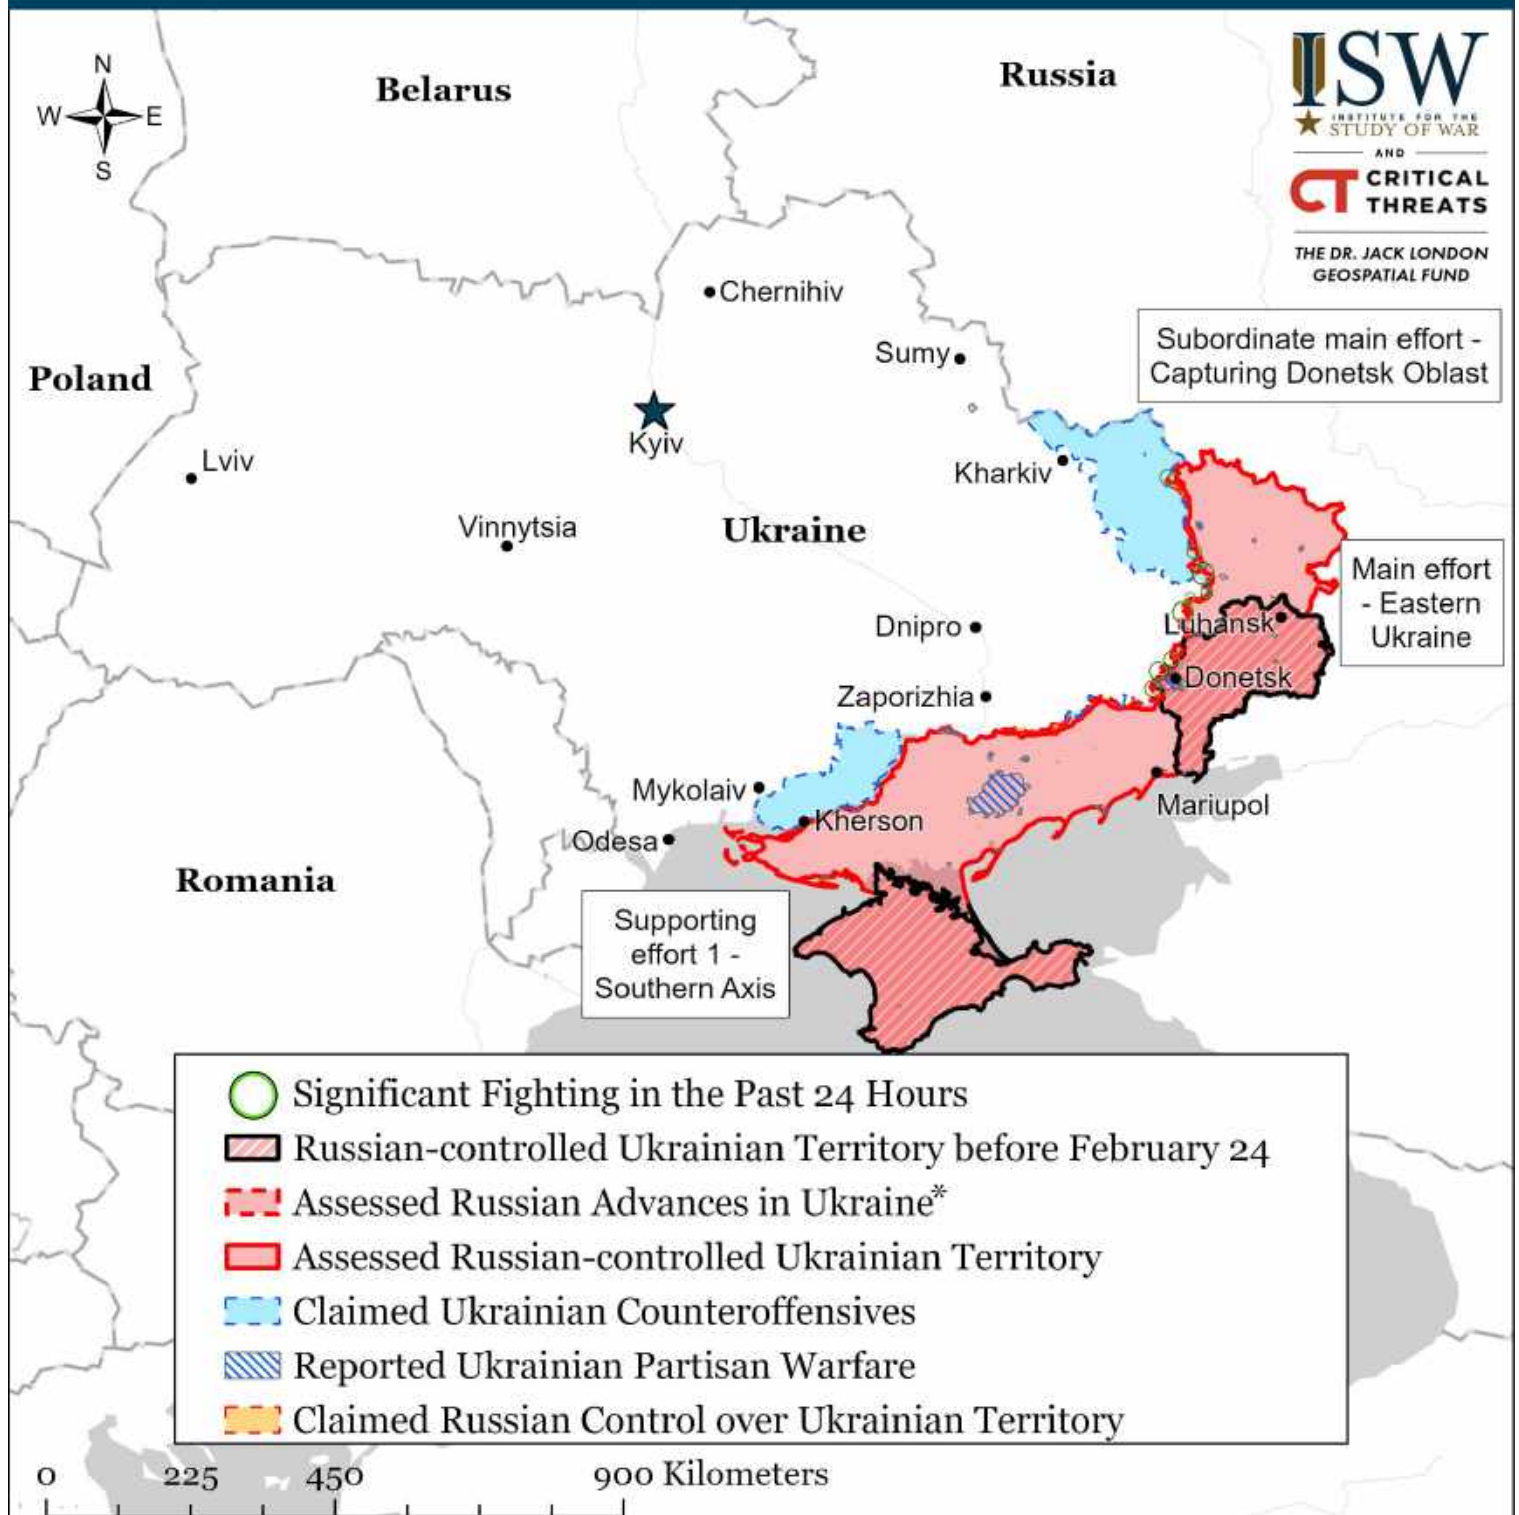 N
W E
S
Belarus
Russia
ISW
INSTITUTE FOR THE
STUDY OF WAR
AND
CT CRITICAL
THREATS
THE DR. JACK LONDON
GEOSPATIAL FUND
Chernihiv
Subordinate main effort -
Capturing Donetsk Oblast
Sumy
Poland
Kyiv
Lviv
Kharkiv
Vinnytsia
Ukraine
Main effort
- Eastern
Ukraine
Dnipro
Luhansk
Donetsk
Zaporizhia
Mykolaiv
Mariupol
Kherson
Odesa
Romania
Supporting
effort 1 -
Southern Axis
Significant Fighting in the Past 24 Hours
Russian-controlled Ukrainian Territory before February 24
Assessed Russian Advances in Ukraine*
Assessed Russian-controlled Ukrainian Territory
Claimed Ukrainian Counteroffensives
Reported Ukrainian Partisan Warfare
Claimed Russian Control over Ukrainian Territory
0 225 450 900 Kilometers